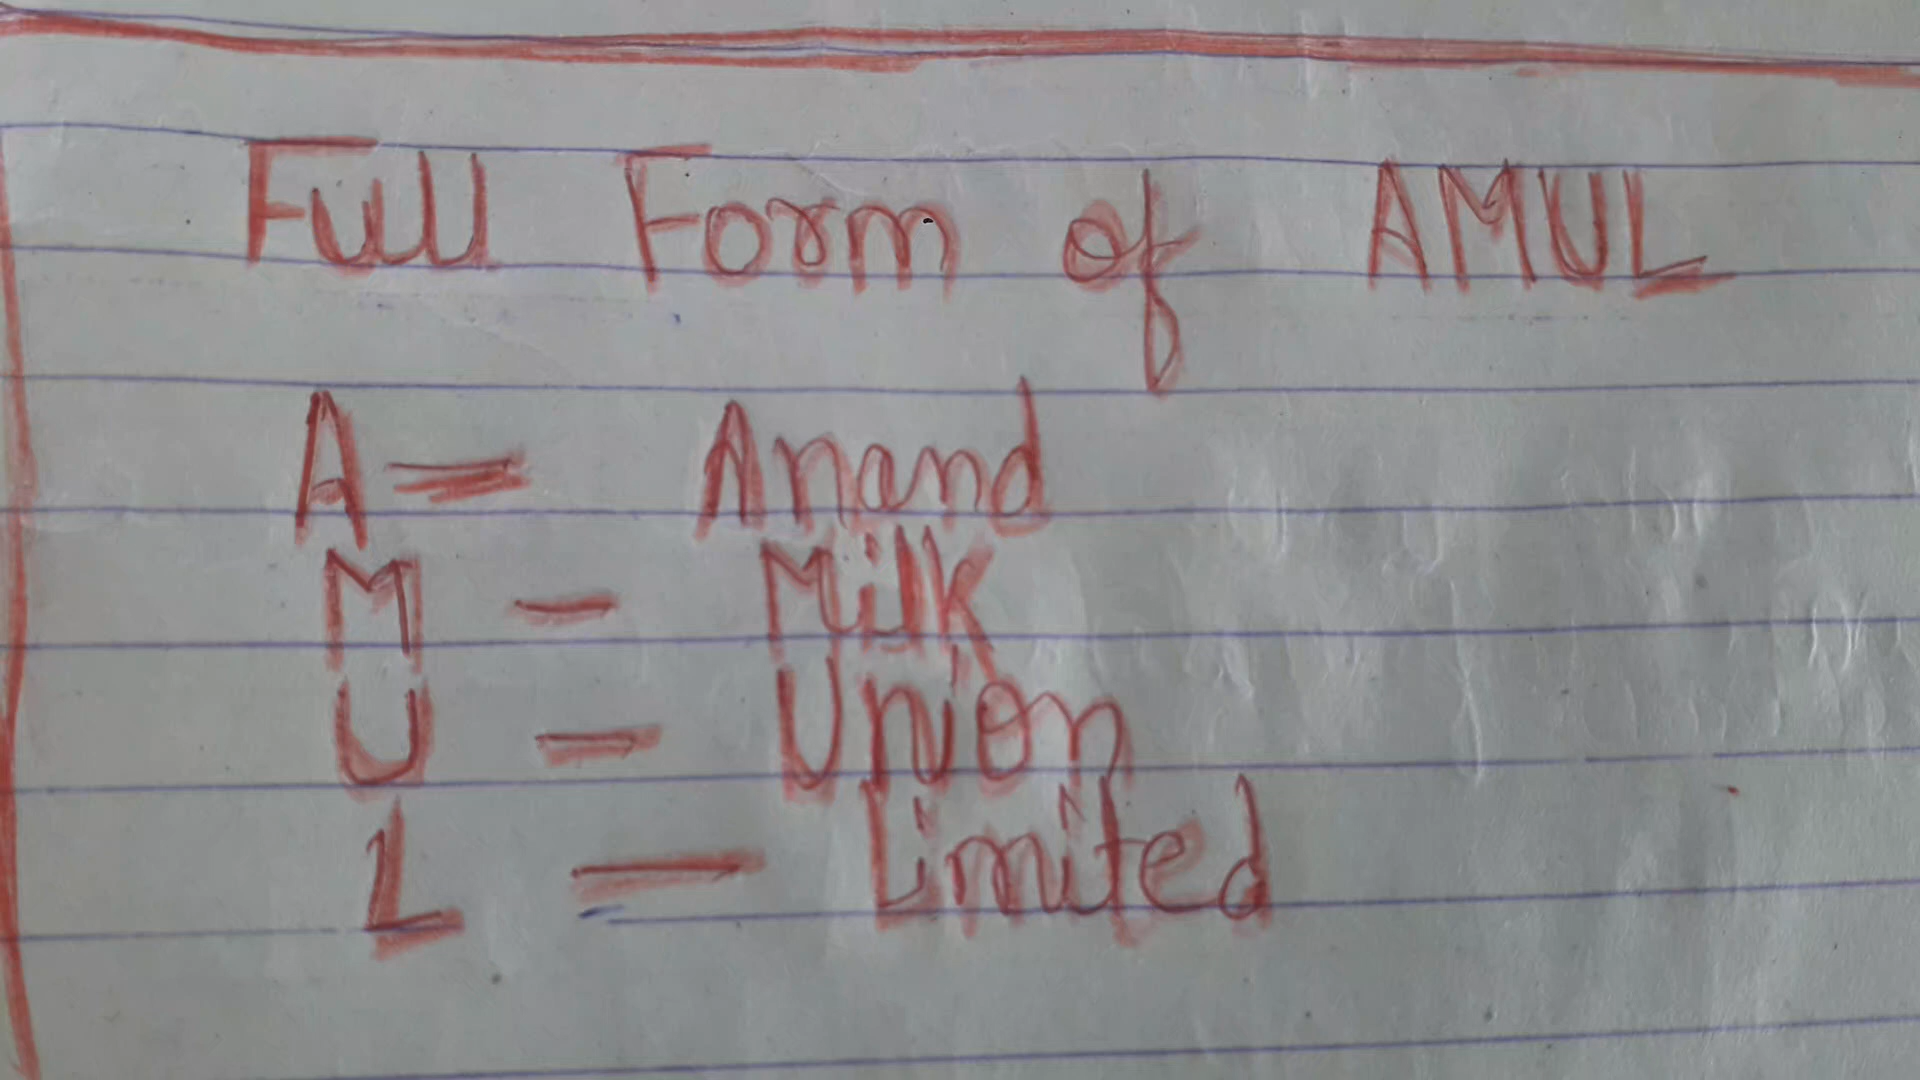 Full Form of AMUL
A = Anand
M - Milk
U - Union
L - Limited